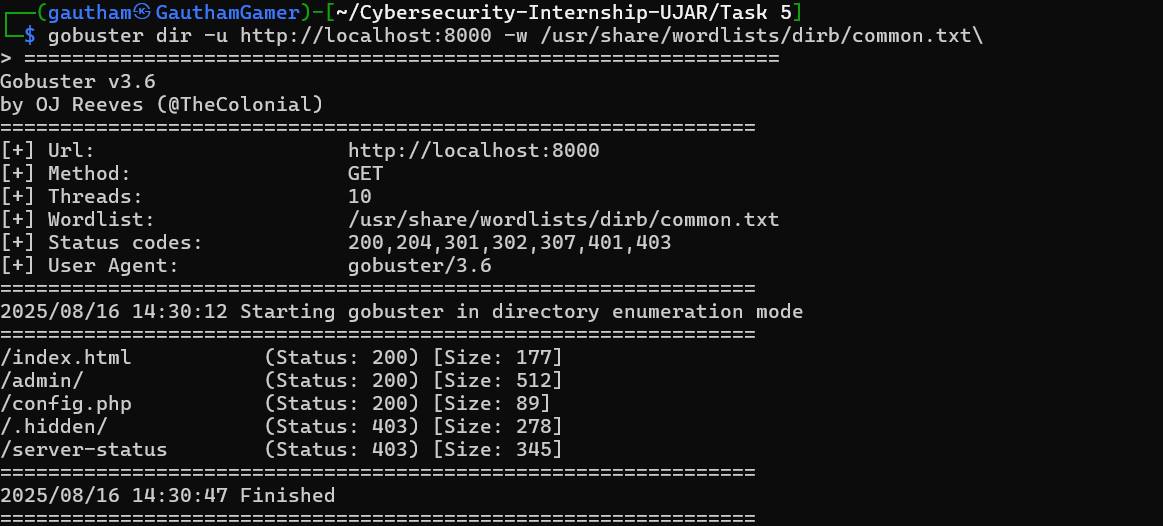 ┌──(gautham㉿GauthamGamer)-[~/Cybersecurity-Internship-UJAR/Task 5]
└─$ gobuster dir -u http://localhost:8000 -w /usr/share/wordlists/dirb/common.txt\
> ===============================================================
Gobuster v3.6
by OJ Reeves (@TheColonial)
===============================================================
[+] Url:                     http://localhost:8000
[+] Method:                  GET
[+] Threads:                 10
[+] Wordlist:                /usr/share/wordlists/dirb/common.txt
[+] Status codes:            200,204,301,302,307,401,403
[+] User Agent:              gobuster/3.6
===============================================================
2025/08/16 14:30:12 Starting gobuster in directory enumeration mode
===============================================================
/index.html           (Status: 200) [Size: 177]
/admin/               (Status: 200) [Size: 512]
/config.php           (Status: 200) [Size: 89]
/.hidden/             (Status: 403) [Size: 278]
/server-status        (Status: 403) [Size: 345]
===============================================================
2025/08/16 14:30:47 Finished
===============================================================